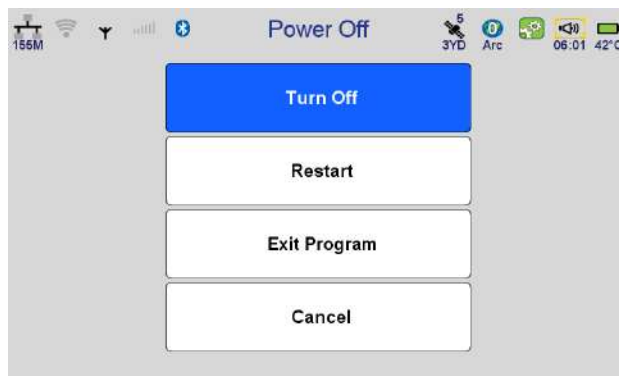 Power Off
5
155M
3YD
D
Arc
06:01
42°C
Turn Off
Restart
Exit Program
Cancel